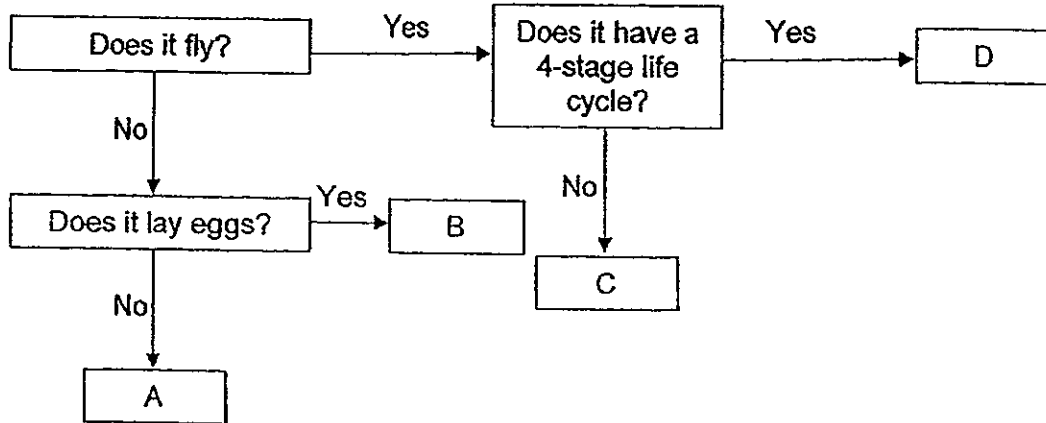 Does it fly?
Yes
Does it have a
4-stage life
cycle?
Yes
D
No
Does it lay eggs?
Yes
B
No
C
No
A